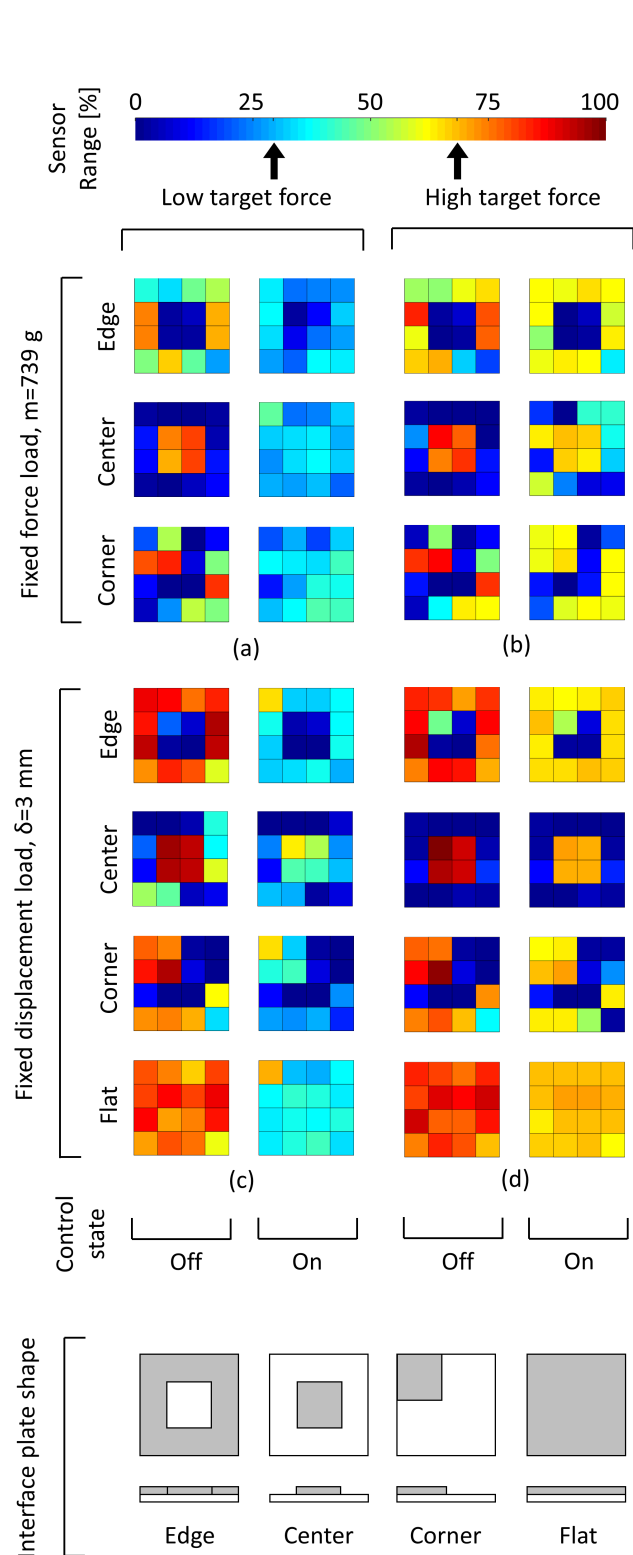 Sensor
Range [%]
0 25 50 75 100
Low target force High target force
Fixed force load, m=739 g
Edge
Center
Corner
(a) (b)
Fixed displacement load, δ=3 mm
Edge
Center
Corner
Flat
(c) (d)
Control
state
Off On Off On
Interface plate shape
Edge Center Corner Flat